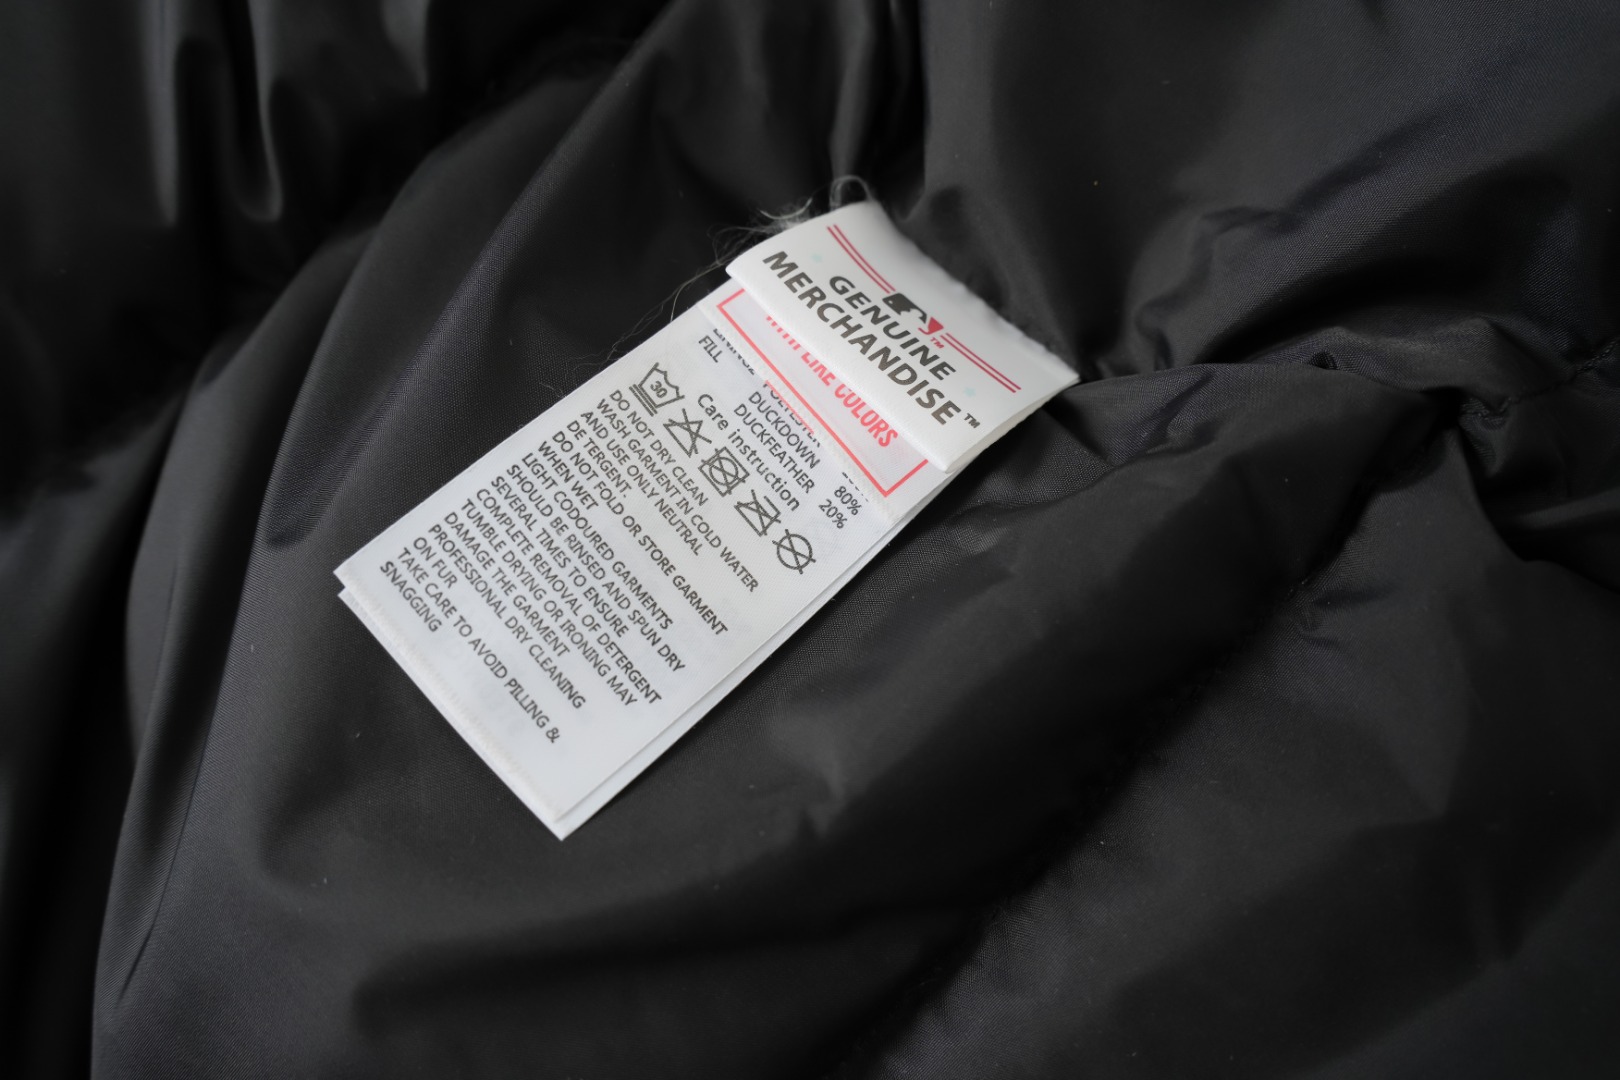 GENUINE
MERCHANDISE™
LIKE COLORS
FILL
DUCKDOWN 80%
DUCKFEATHER 20%
Care instruction
30
DO NOT DRY CLEAN
WASH GARMENT IN COLD WATER
AND USE ONLY NEUTRAL
DE TERGENT.
DO NOT FOLD OR STORE GARMENT
WHEN WET
LIGHT CODOURED GARMENTS
SHOULD BE RINSED AND SPUN DRY
SEVERAL TIMES TO ENSURE
COMPLETE REMOVAL OF DETERGENT
TUMBLE DRYING OR IRONING MAY
DAMAGE THE GARMENT
PROFESSIONAL DRY CLEANING
ON FUR
TAKE CARE TO AVOID PILLING &
SNAGGING